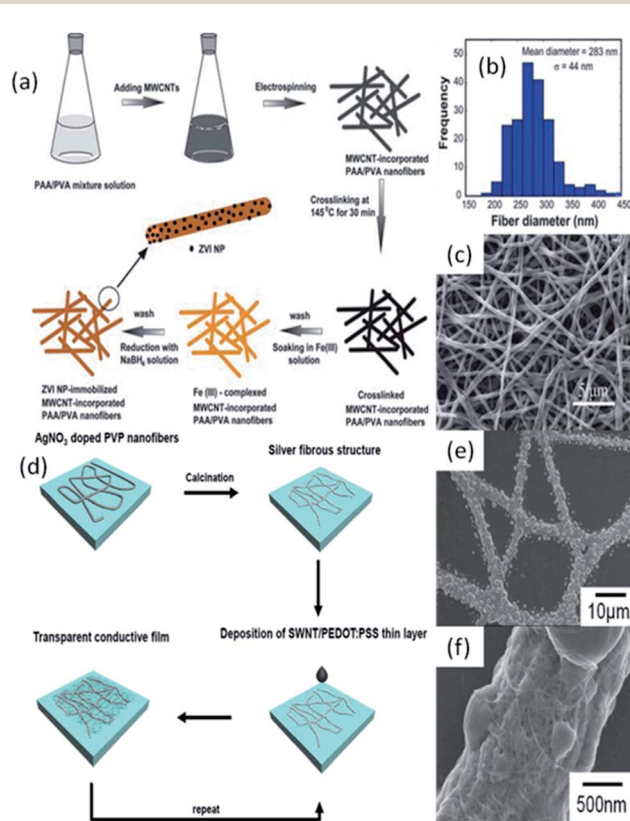 (a)
Adding MWCNTs
Electrospinning
PAA/PVA mixture solution
MWCNT-incorporated
PAA/PVA nanofibers
Crosslinking at
145⁰C for 30 min
ZVI NP
wash
Reduction with
NaBH₄ solution
wash
Soaking in Fe(III)
solution
ZVI NP-immobilized
MWCNT-incorporated
PAA/PVA nanofibers
Fe (III) - complexed
MWCNT-incorporated
PAA/PVA nanofibers
Crosslinked
MWCNT-incorporated
PAA/PVA nanofibers
(b)
Mean diameter = 283 nm
σ = 44 nm
Frequency
50
40
30
20
10
0
150 200 250 300 350 400 450
Fiber diameter (nm)
(c)
5 μm
AgNO₃ doped PVP nanofibers
(d)
Calcination
Silver fibrous structure
Transparent conductive film
Deposition of SWNT/PEDOT:PSS thin layer
repeat
(e)
10μm
(f)
500nm